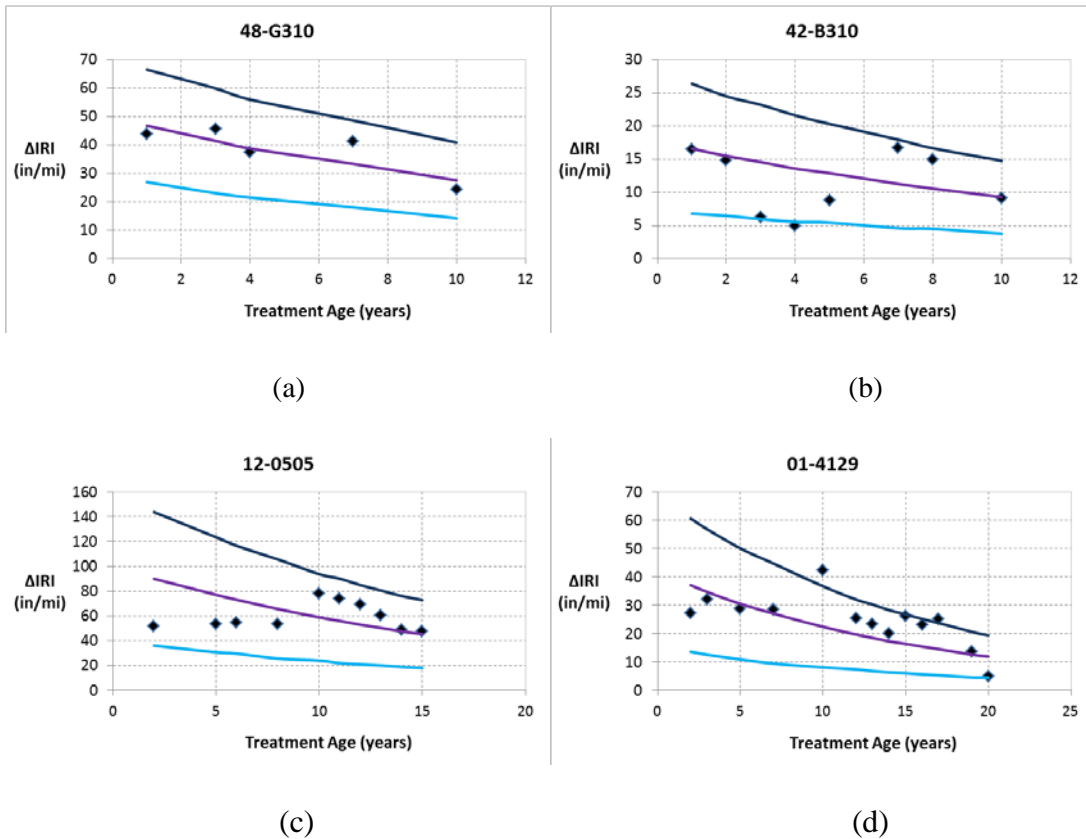 48-G310
70
60
50
40
30
20
10
0
ΔIRI
(in/mi)
0 2 4 6 8 10 12
Treatment Age (years)
(a)
42-B310
30
25
20
15
10
5
0
ΔIRI
(in/mi)
0 2 4 6 8 10 12
Treatment Age (years)
(b)
12-0505
160
140
120
100
80
60
40
20
0
ΔIRI
(in/mi)
0 5 10 15 20
Treatment Age (years)
(c)
01-4129
70
60
50
40
30
20
10
0
ΔIRI
(in/mi)
0 5 10 15 20 25
Treatment Age (years)
(d)